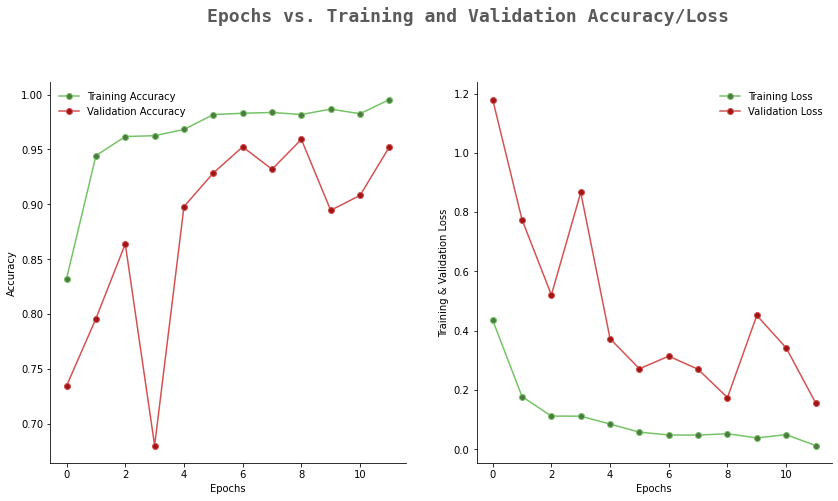 Epochs vs. Training and Validation Accuracy/Loss
Training Accuracy
Validation Accuracy
1.00
0.95
0.90
0.85
0.80
0.75
0.70
Accuracy
0
2
4
6
8
10
Epochs
Training Loss
Validation Loss
1.2
1.0
0.8
0.6
0.4
0.2
0.0
Training & Validation Loss
0
2
4
6
8
10
Epochs